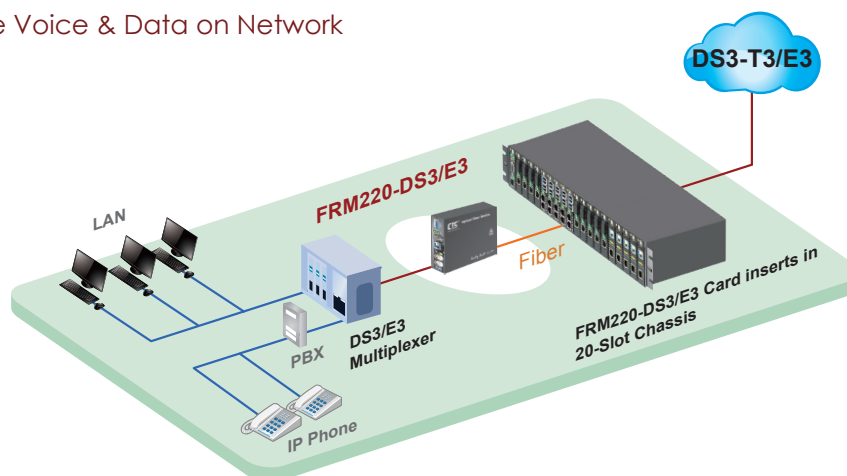 e Voice & Data on Network
DS3-T3/E3
FRM220-DS3/E3
LAN
CTS
Fiber
FRM220-DS3/E3 Card inserts in
20-Slot Chassis
DS3/E3
Multiplexer
PBX
IP Phone